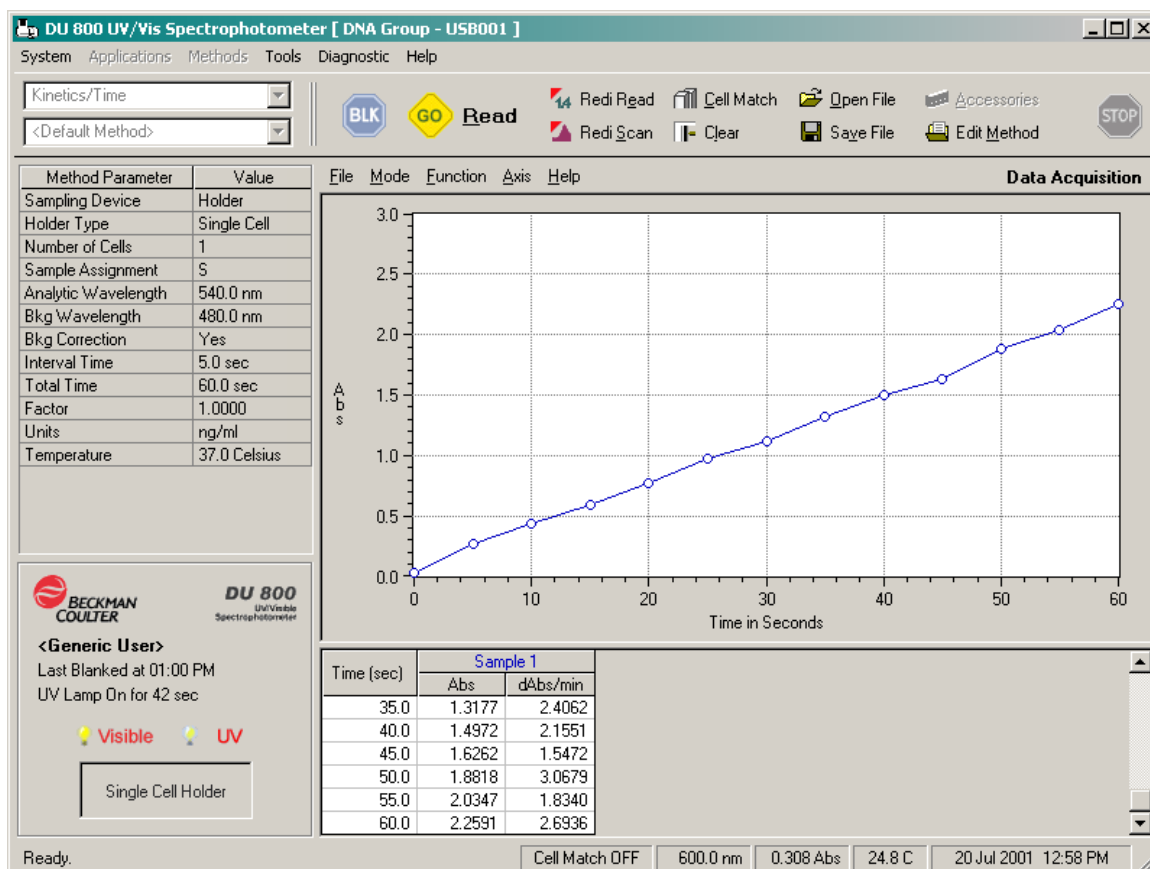 DU 800 UV/Vis Spectrophotometer [ DNA Group - USB001 ]
System Applications Methods Tools Diagnostic Help
Kinetics/Time
<Default Method>
BLK
GO Read
1.4 Redi Read Cell Match Open File Accessories
Redi Scan Clear Save File Edit Method
STOP
Method Parameter Value
Sampling Device Holder
Holder Type Single Cell
Number of Cells 1
Sample Assignment S
Analytic Wavelength 540.0 nm
Bkg Wavelength 480.0 nm
Bkg Correction Yes
Interval Time 5.0 sec
Total Time 60.0 sec
Factor 1.0000
Units ng/ml
Temperature 37.0 Celsius
BECKMAN
COULTER
DU 800
UV/Visible
Spectrophotometer
<Generic User>
Last Blanked at 01:00 PM
UV Lamp On for 42 sec
Visible UV
Single Cell Holder
File Mode Function Axis Help Data Acquisition
3.0
2.5
2.0
1.5
1.0
0.5
0.0
Abs
0 10 20 30 40 50 60
Time in Seconds
Time (sec) Sample 1
Abs dAbs/min
35.0 1.3177 2.4062
40.0 1.4972 2.1551
45.0 1.6262 1.5472
50.0 1.8818 3.0679
55.0 2.0347 1.8340
60.0 2.2591 2.6936
Ready. Cell Match OFF 600.0 nm 0.308 Abs 24.8 C 20 Jul 2001 12:58 PM